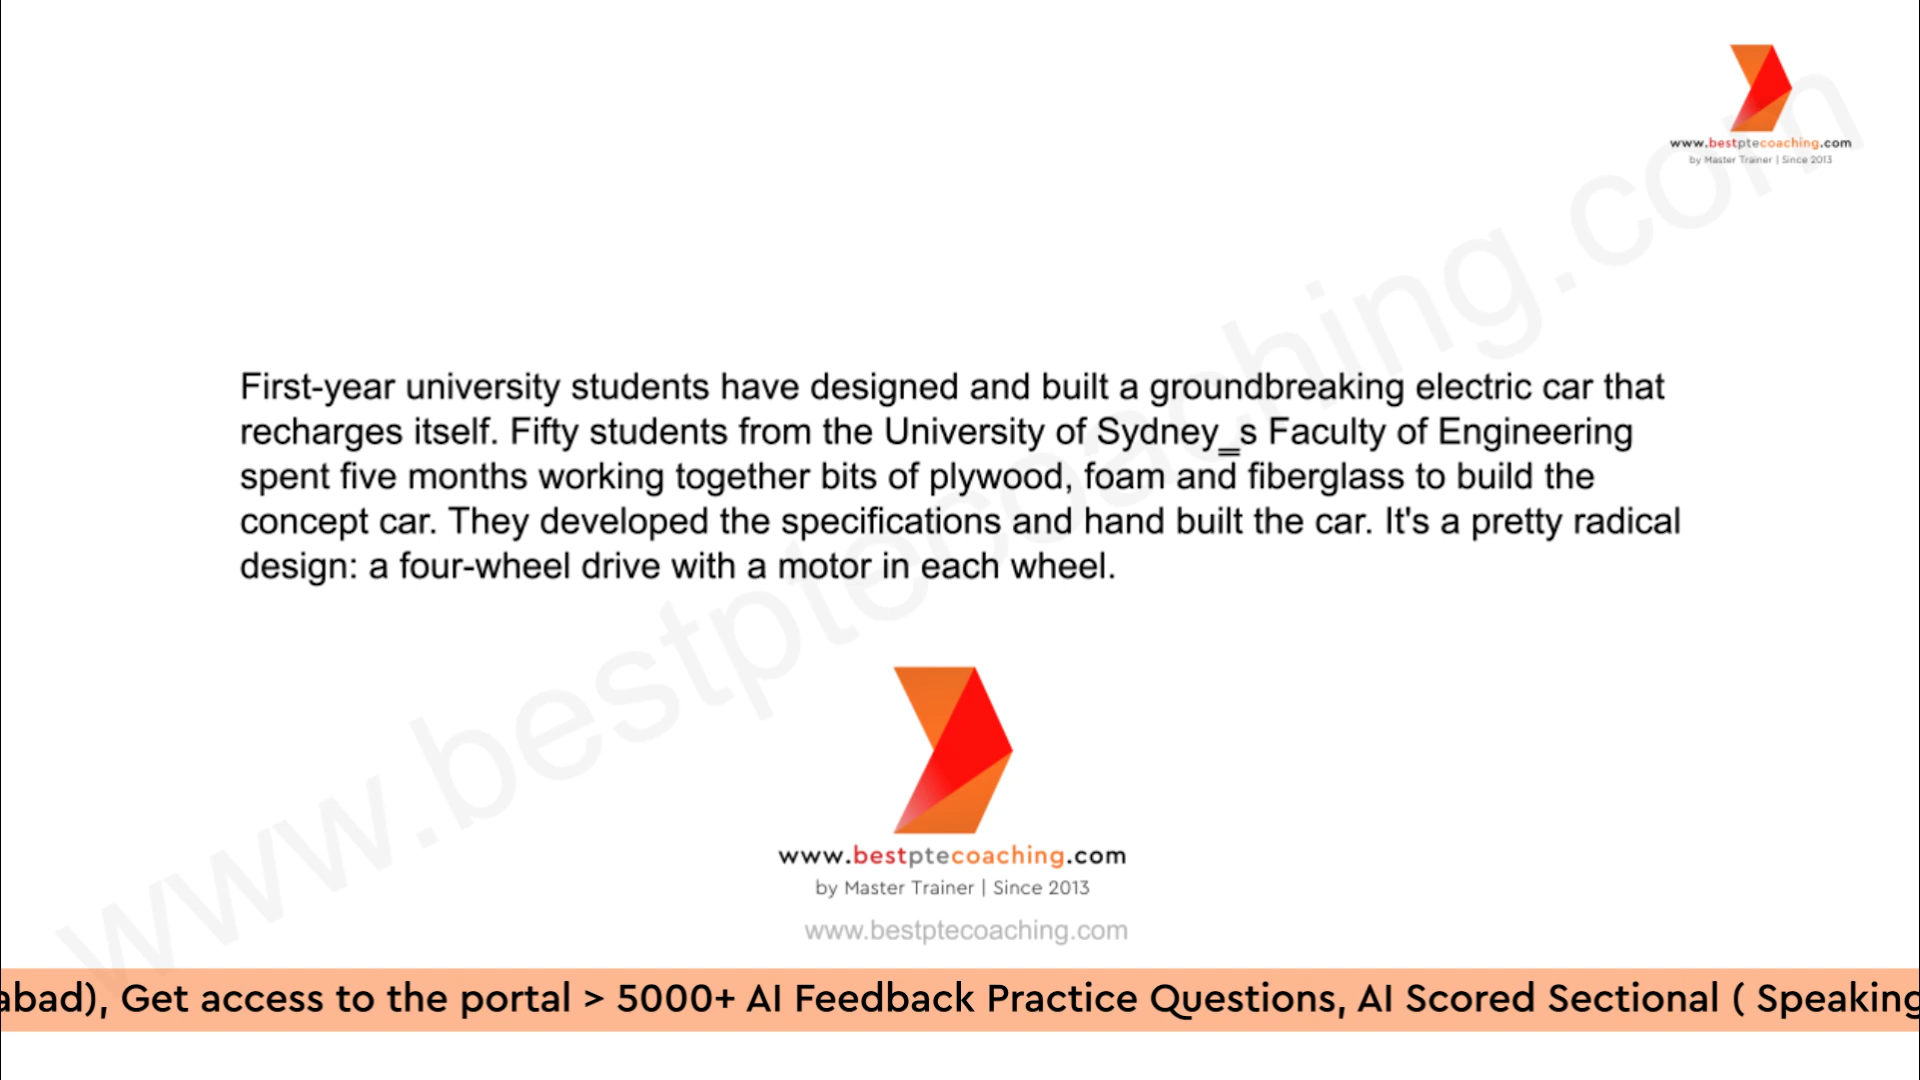 www.bestptecoaching.com
by Master Trainer | Since 2013
First-year university students have designed and built a groundbreaking electric car that
recharges itself. Fifty students from the University of Sydney‗s Faculty of Engineering
spent five months working together bits of plywood, foam and fiberglass to build the
concept car. They developed the specifications and hand built the car. It's a pretty radical
design: a four-wheel drive with a motor in each wheel.
www.bestptecoaching.com
www.bestptecoaching.com
by Master Trainer | Since 2013
www.bestptecoaching.com
abad), Get access to the portal > 5000+ AI Feedback Practice Questions, AI Scored Sectional ( Speaking